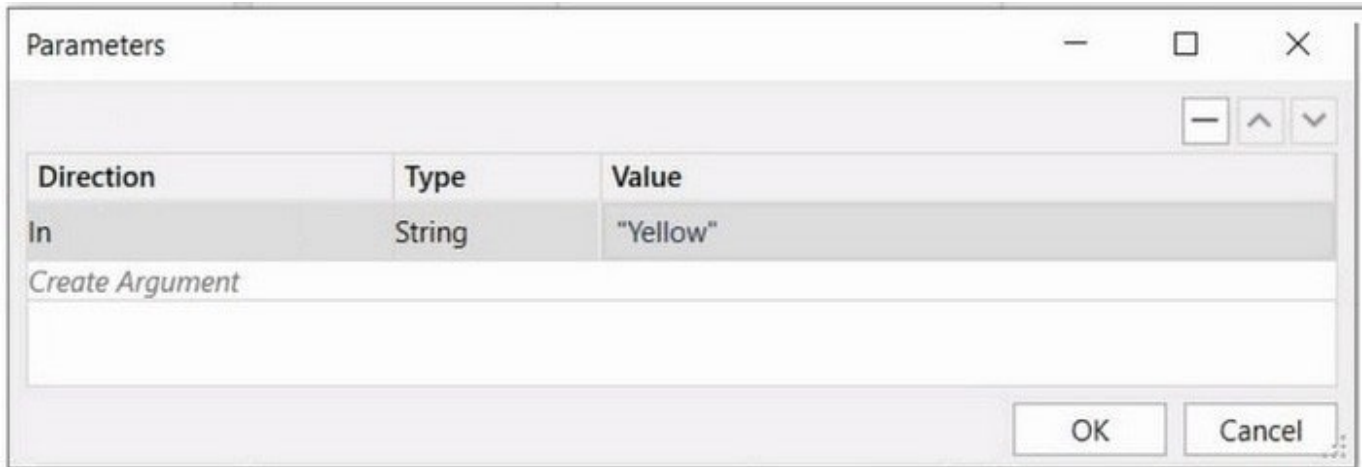 Parameters
Direction Type Value
In String "Yellow"
Create Argument
OK Cancel